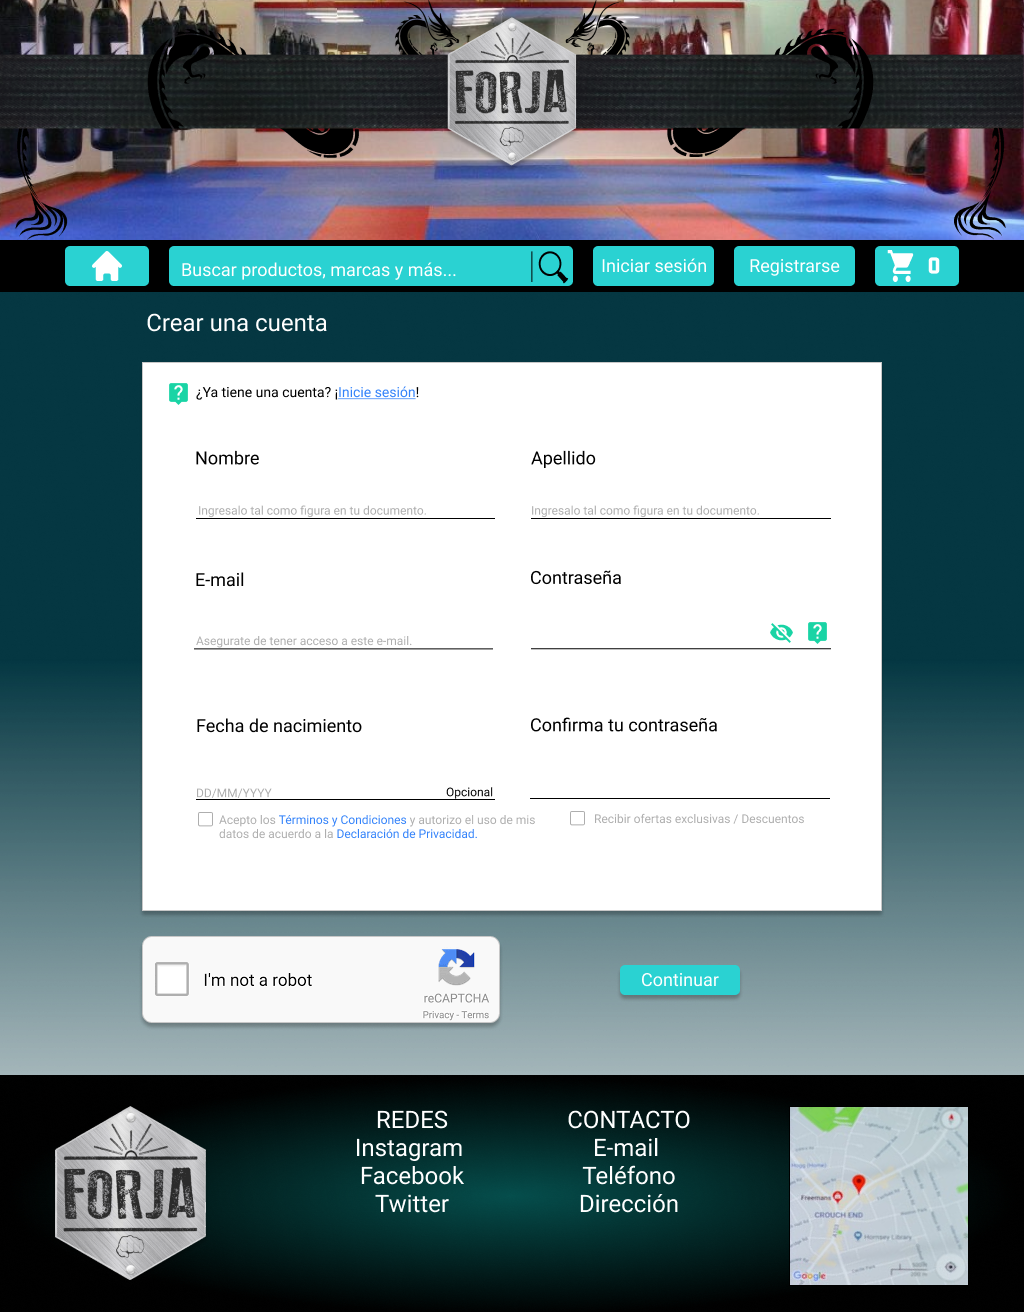 FORJA
Buscar productos, marcas y más...
Iniciar sesión
Registrarse
0
Crear una cuenta
¿Ya tiene una cuenta? ¡Inicie sesión!
Nombre
Apellido
Ingresalo tal como figura en tu documento.
Ingresalo tal como figura en tu documento.
E-mail
Contraseña
Asegurate de tener acceso a este e-mail.
Fecha de nacimiento
Confirma tu contraseña
DD/MM/YYYY
Opcional
Acepto los Términos y Condiciones y autorizo el uso de mis
datos de acuerdo a la Declaración de Privacidad.
Recibir ofertas exclusivas / Descuentos
I'm not a robot
reCAPTCHA
Privacy - Terms
Continuar
FORJA
REDES
Instagram
Facebook
Twitter
CONTACTO
E-mail
Teléfono
Dirección
Freemans
CROUCH END
Hornsey Library
Google